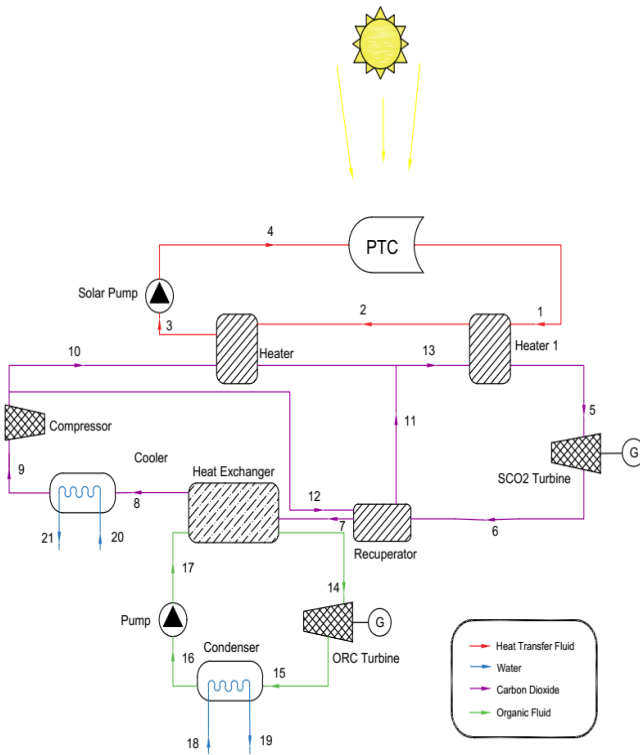 4
PTC
Solar Pump
3
2
1
Heater
Heater 1
10
13
Compressor
11
5
G
SCO2 Turbine
9
Cooler
Heat Exchanger
8
12
7
6
Recuperator
21
20
17
14
Pump
G
ORC Turbine
16
Condenser
15
18
19
Heat Transfer Fluid
Water
Carbon Dioxide
Organic Fluid